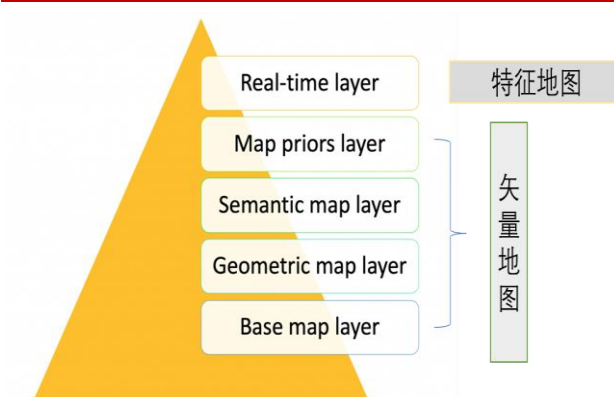 Real-time layer
特征地图
Map priors layer
Semantic map layer
Geometric map layer
Base map layer
矢量地图